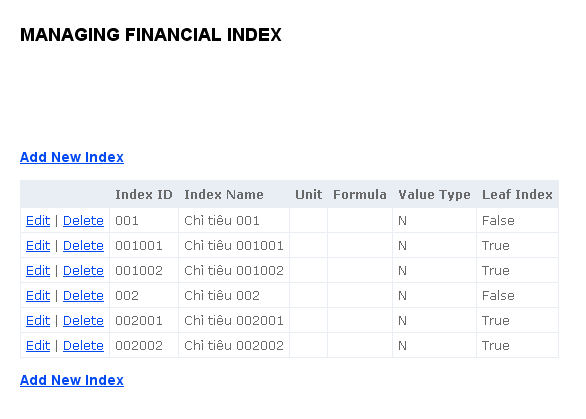 MANAGING FINANCIAL INDEX
Add New Index
Index ID Index Name Unit Formula Value Type Leaf Index
Edit | Delete 001 Chỉ tiêu 001 N False
Edit | Delete 001001 Chỉ tiêu 001001 N True
Edit | Delete 001002 Chỉ tiêu 001002 N True
Edit | Delete 002 Chỉ tiêu 002 N False
Edit | Delete 002001 Chỉ tiêu 002001 N True
Edit | Delete 002002 Chỉ tiêu 002002 N True
Add New Index